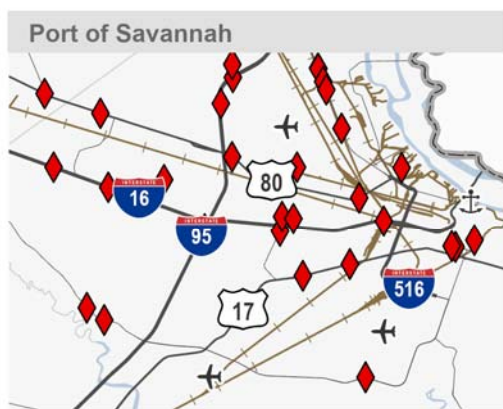 Port of Savannah
80
INTERSTATE
16
INTERSTATE
95
INTERSTATE
516
17